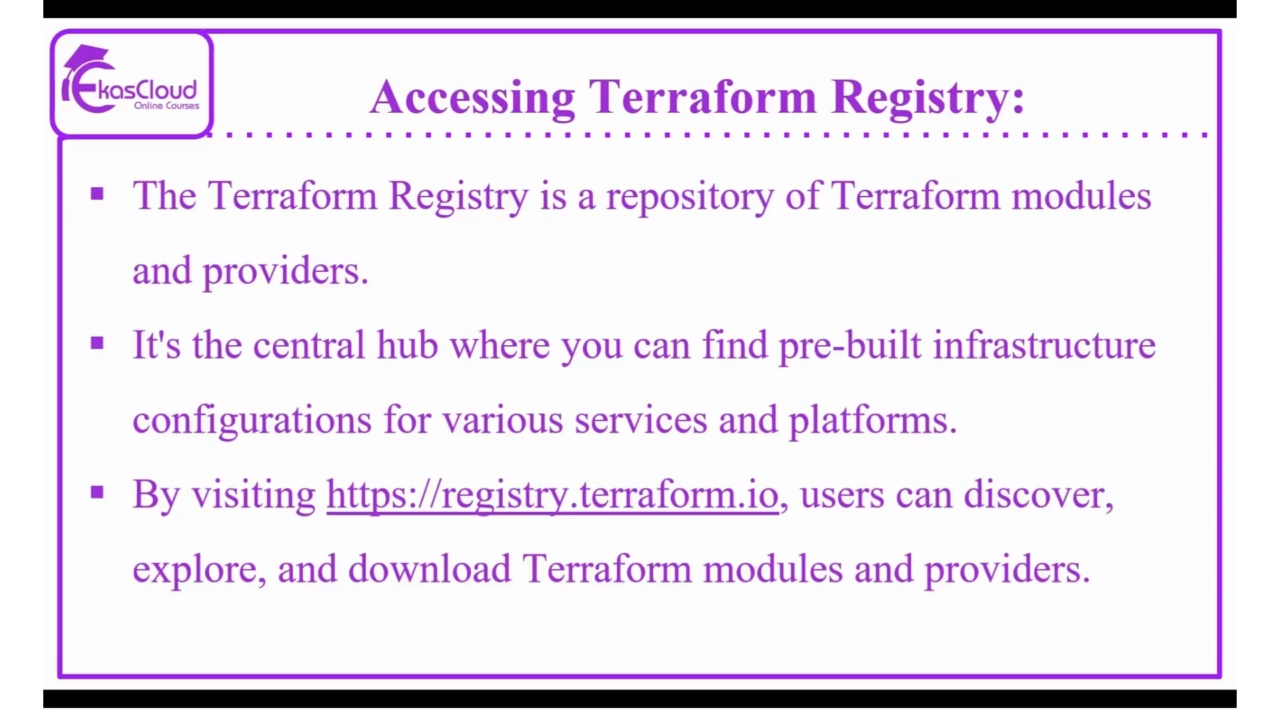 EkasCloud
Online Courses
Accessing Terraform Registry:
▪ The Terraform Registry is a repository of Terraform modules
and providers.
▪ It's the central hub where you can find pre-built infrastructure
configurations for various services and platforms.
▪ By visiting https://registry.terraform.io, users can discover,
explore, and download Terraform modules and providers.